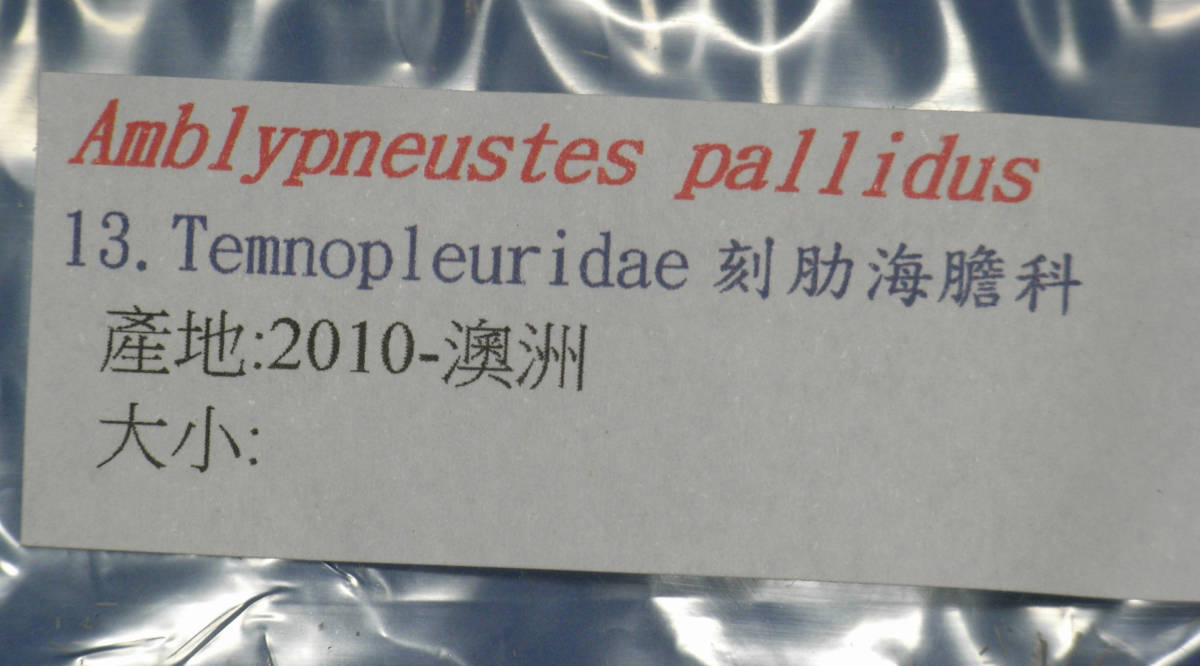 Amblypneustes pallidus
13. Temnopleuridae 刻肋海膽科
產地:2010-澳洲
大小: